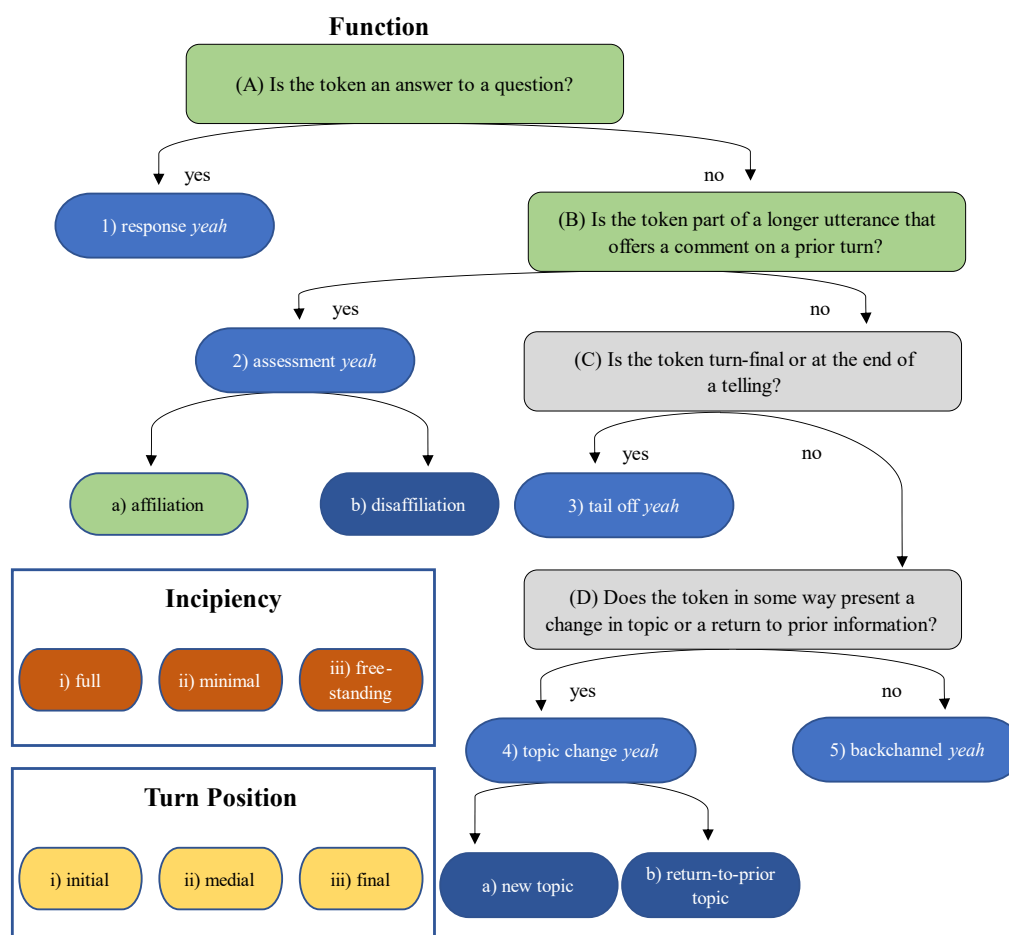 Function
(A) Is the token an answer to a question?
yes
no
1) response yeah
(B) Is the token part of a longer utterance that
offers a comment on a prior turn?
yes
no
2) assessment yeah
(C) Is the token turn-final or at the end of
a telling?
yes
no
a) affiliation
b) disaffiliation
3) tail off yeah
(D) Does the token in some way present a
change in topic or a return to prior information?
yes
no
4) topic change yeah
5) backchannel yeah
a) new topic
b) return-to-prior
topic
Incipiency
i) full
ii) minimal
iii) free-
standing
Turn Position
i) initial
ii) medial
iii) final